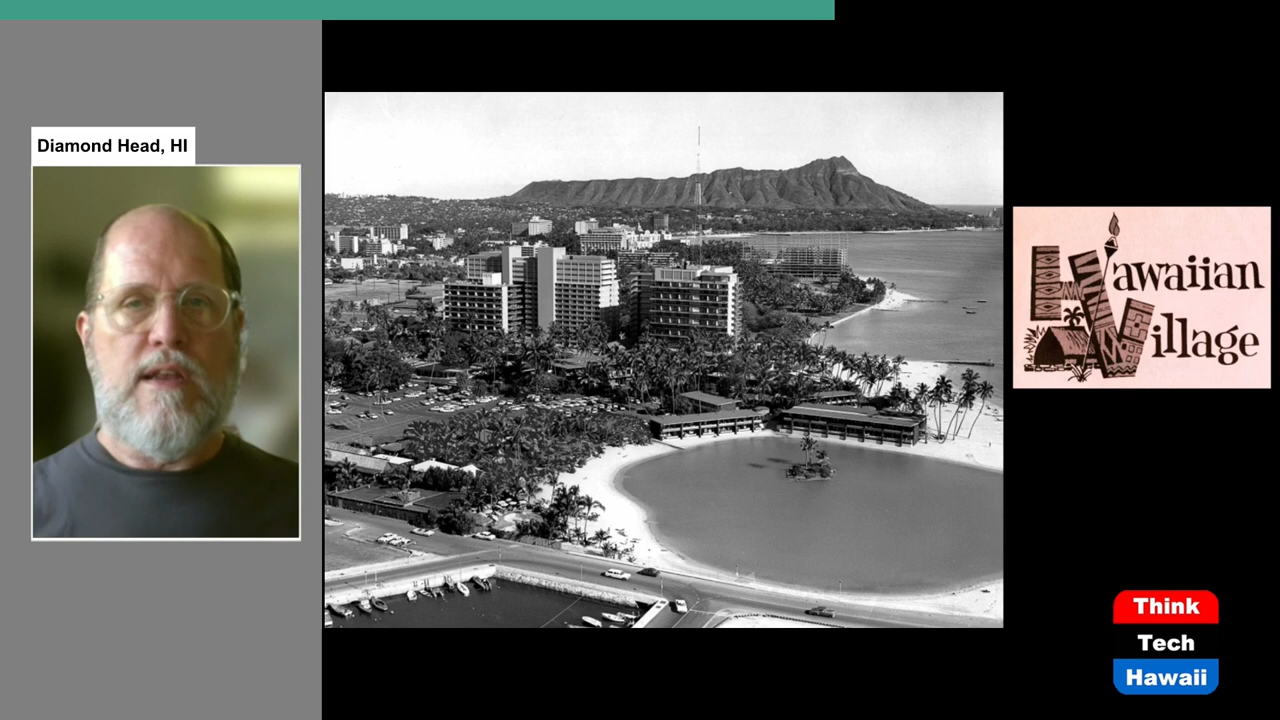 Diamond Head, HI
Hawaiian
Village
Think
Tech
Hawaii